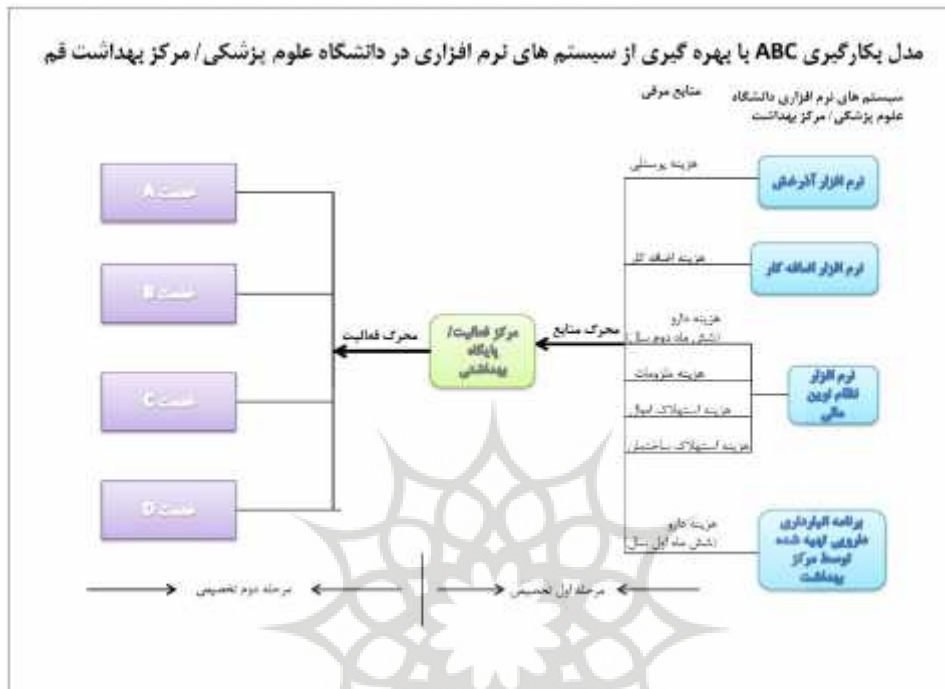 مدل بکارگیری ABC با بهره گیری از سیستم های نرم افزاری در دانشگاه علوم پزشکی/ مرکز بهداشت قم
سیستم های نرم افزاری دانشگاه
علوم پزشکی/ مرکز بهداشت
منابع مرفی
نرم افزار آذرخش
هزینه پرسنلی
نرم افزار اضافه کار
هزینه اضافه کار
نرم افزار
نظام نوین
مالی
هزینه دارو
(شش ماه دوم سال)
هزینه ملزومات
هزینه استهلاک اموال
هزینه استهلاک ساختمان
برنامه انبارداری
دارویی تهیه شده
توسط مرکز
بهداشت
هزینه دارو
(شش ماه اول سال)
محرک منابع
مرکز فعالیت/
پایگاه
بهداشتی
محرک فعالیت
خدمت A
خدمت B
خدمت C
خدمت D
مرحله اول تخصیص
مرحله دوم تخصیص